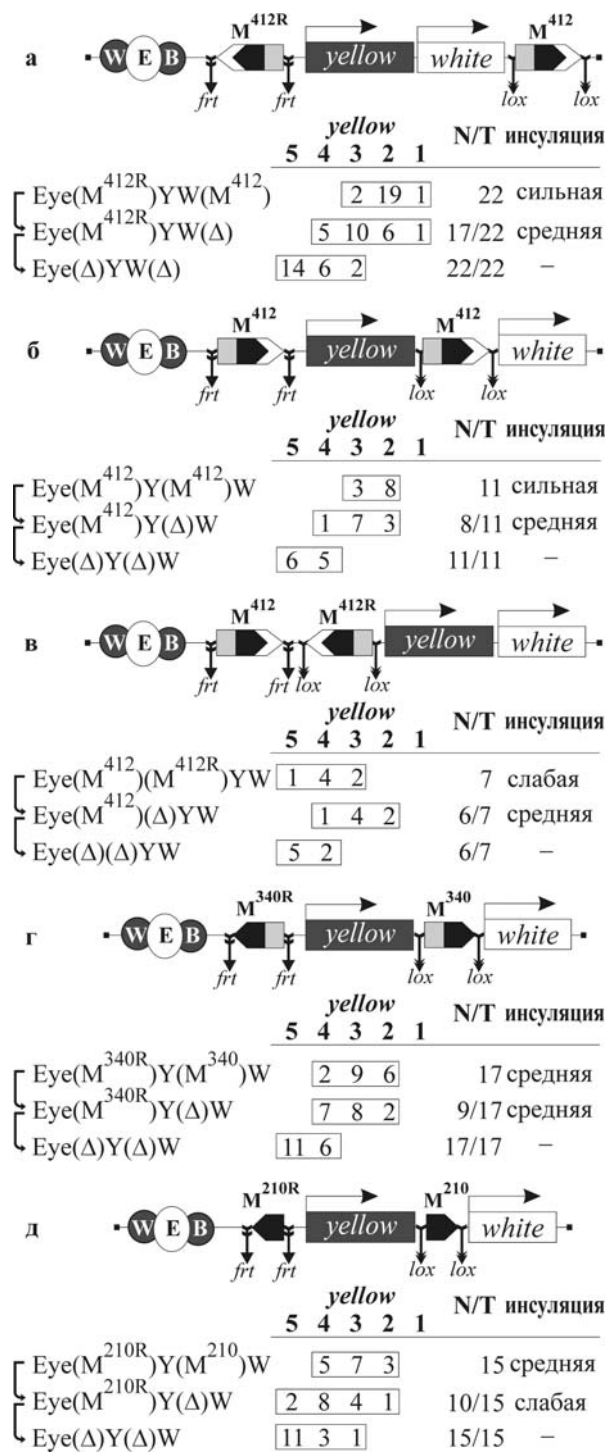 M412R M412
а W E B yellow white
frt frt lox lox
yellow N/T инсуляция
5 4 3 2 1
Eye(M412R)YW(M412) 2 19 1 22 сильная
Eye(M412R)YW(Δ) 5 10 6 1 17/22 средняя
Eye(Δ)YW(Δ) 14 6 2 22/22 –
M412 M412
б W E B yellow white
frt frt lox lox
yellow N/T инсуляция
5 4 3 2 1
Eye(M412)Y(M412)W 3 8 11 сильная
Eye(M412)Y(Δ)W 1 7 3 8/11 средняя
Eye(Δ)Y(Δ)W 6 5 11/11 –
M412 M412R
в W E B yellow white
frt frt lox lox
yellow N/T инсуляция
5 4 3 2 1
Eye(M412)(M412R)YW 1 4 2 7 слабая
Eye(M412)(Δ)YW 1 4 2 6/7 средняя
Eye(Δ)(Δ)YW 5 2 6/7 –
M340R M340
г W E B yellow white
frt frt lox lox
yellow N/T инсуляция
5 4 3 2 1
Eye(M340R)Y(M340)W 2 9 6 17 средняя
Eye(M340R)Y(Δ)W 7 8 2 9/17 средняя
Eye(Δ)Y(Δ)W 11 6 17/17 –
M210R M210
д W E B yellow white
frt frt lox lox
yellow N/T инсуляция
5 4 3 2 1
Eye(M210R)Y(M210)W 5 7 3 15 средняя
Eye(M210R)Y(Δ)W 2 8 4 1 10/15 слабая
Eye(Δ)Y(Δ)W 11 3 1 15/15 –